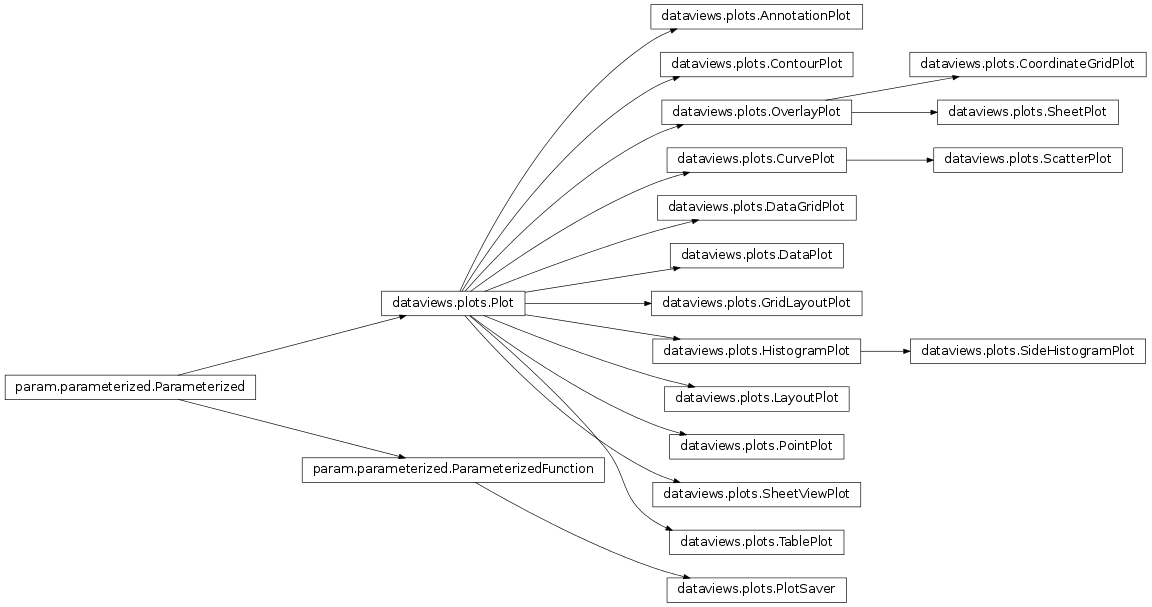 dataviews.plots.AnnotationPlot
dataviews.plots.ContourPlot
dataviews.plots.CoordinateGridPlot
dataviews.plots.OverlayPlot
dataviews.plots.SheetPlot
dataviews.plots.CurvePlot
dataviews.plots.ScatterPlot
dataviews.plots.DataGridPlot
dataviews.plots.DataPlot
dataviews.plots.Plot
dataviews.plots.GridLayoutPlot
dataviews.plots.HistogramPlot
dataviews.plots.SideHistogramPlot
param.parameterized.Parameterized
dataviews.plots.LayoutPlot
dataviews.plots.PointPlot
param.parameterized.ParameterizedFunction
dataviews.plots.SheetViewPlot
dataviews.plots.TablePlot
dataviews.plots.PlotSaver